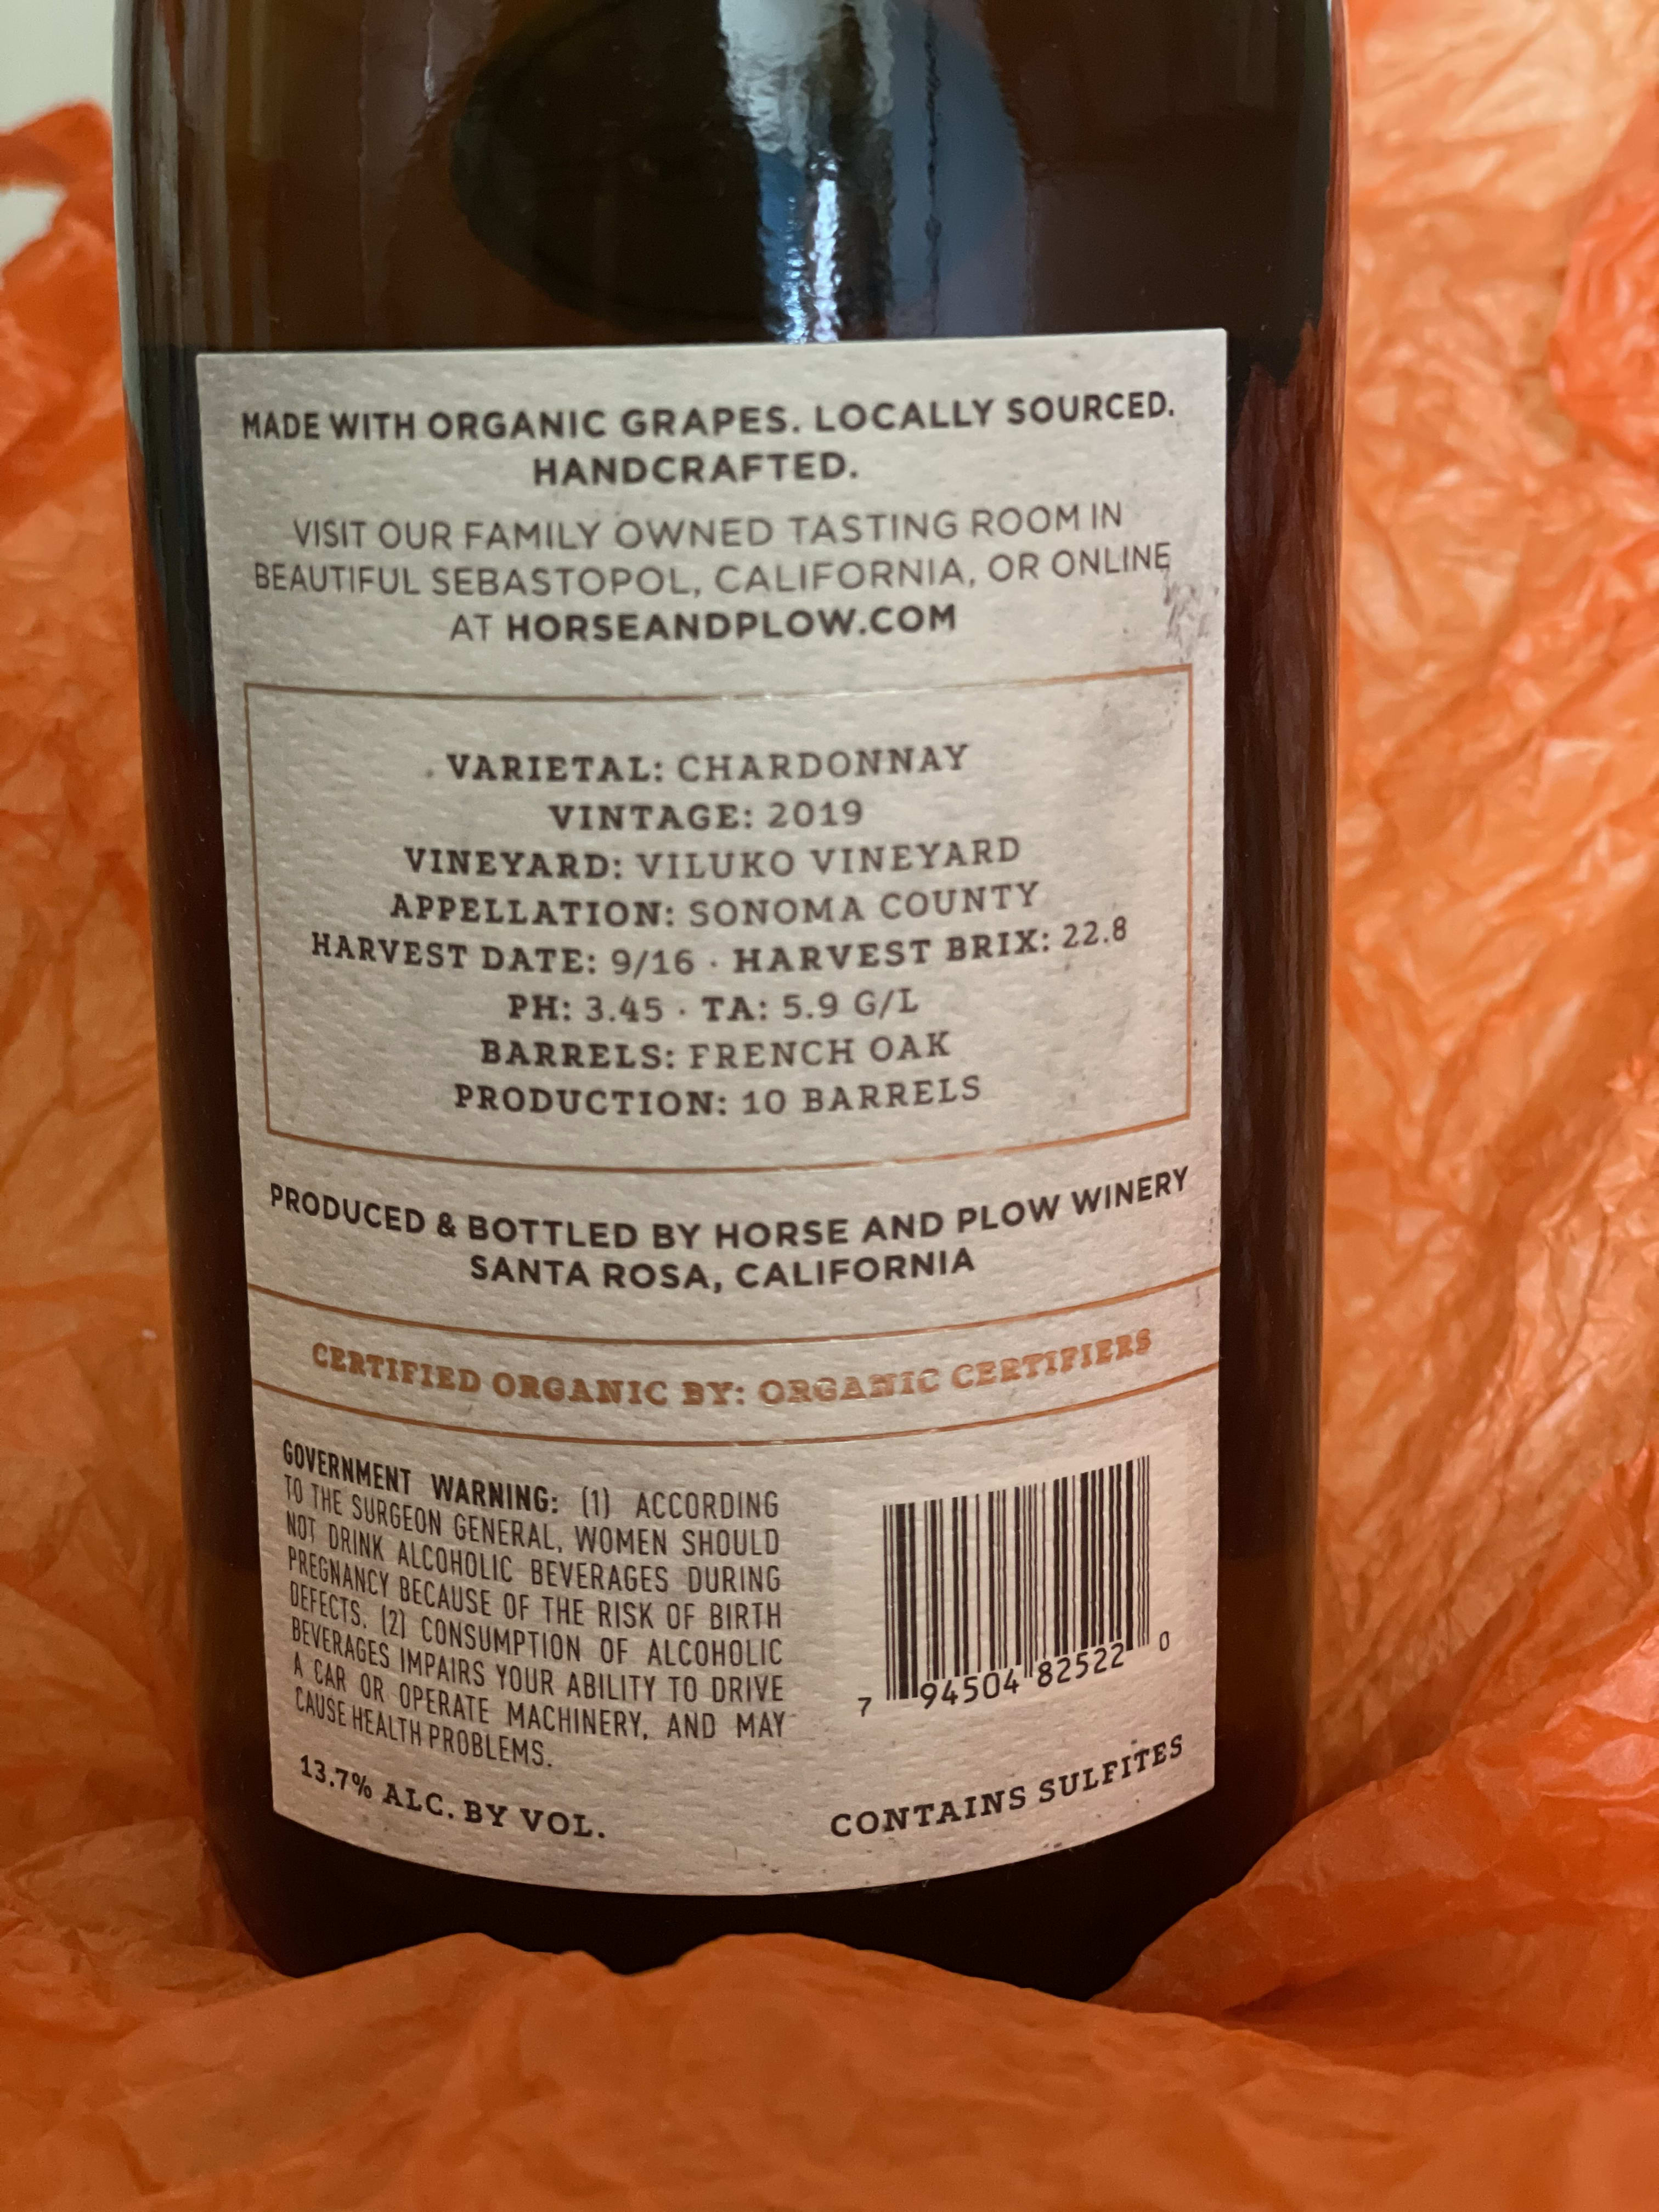 MADE WITH ORGANIC GRAPES. LOCALLY SOURCED.
HANDCRAFTED.
VISIT OUR FAMILY OWNED TASTING ROOM IN
BEAUTIFUL SEBASTOPOL, CALIFORNIA, OR ONLINE
AT HORSEANDPLOW.COM
VARIETAL: CHARDONNAY
VINTAGE: 2019
VINEYARD: VILUKO VINEYARD
APPELLATION: SONOMA COUNTY
HARVEST DATE: 9/16 · HARVEST BRIX: 22.8
PH: 3.45 · TA: 5.9 G/L
BARRELS: FRENCH OAK
PRODUCTION: 10 BARRELS
PRODUCED & BOTTLED BY HORSE AND PLOW WINERY
SANTA ROSA, CALIFORNIA
CERTIFIED ORGANIC BY: ORGANIC CERTIFIERS
GOVERNMENT WARNING: (1) ACCORDING
TO THE SURGEON GENERAL, WOMEN SHOULD
NOT DRINK ALCOHOLIC BEVERAGES DURING
PREGNANCY BECAUSE OF THE RISK OF BIRTH
DEFECTS. (2) CONSUMPTION OF ALCOHOLIC
BEVERAGES IMPAIRS YOUR ABILITY TO DRIVE
A CAR OR OPERATE MACHINERY, AND MAY
CAUSE HEALTH PROBLEMS.
7 94504 82522 0
13.7% ALC. BY VOL.
CONTAINS SULFITES